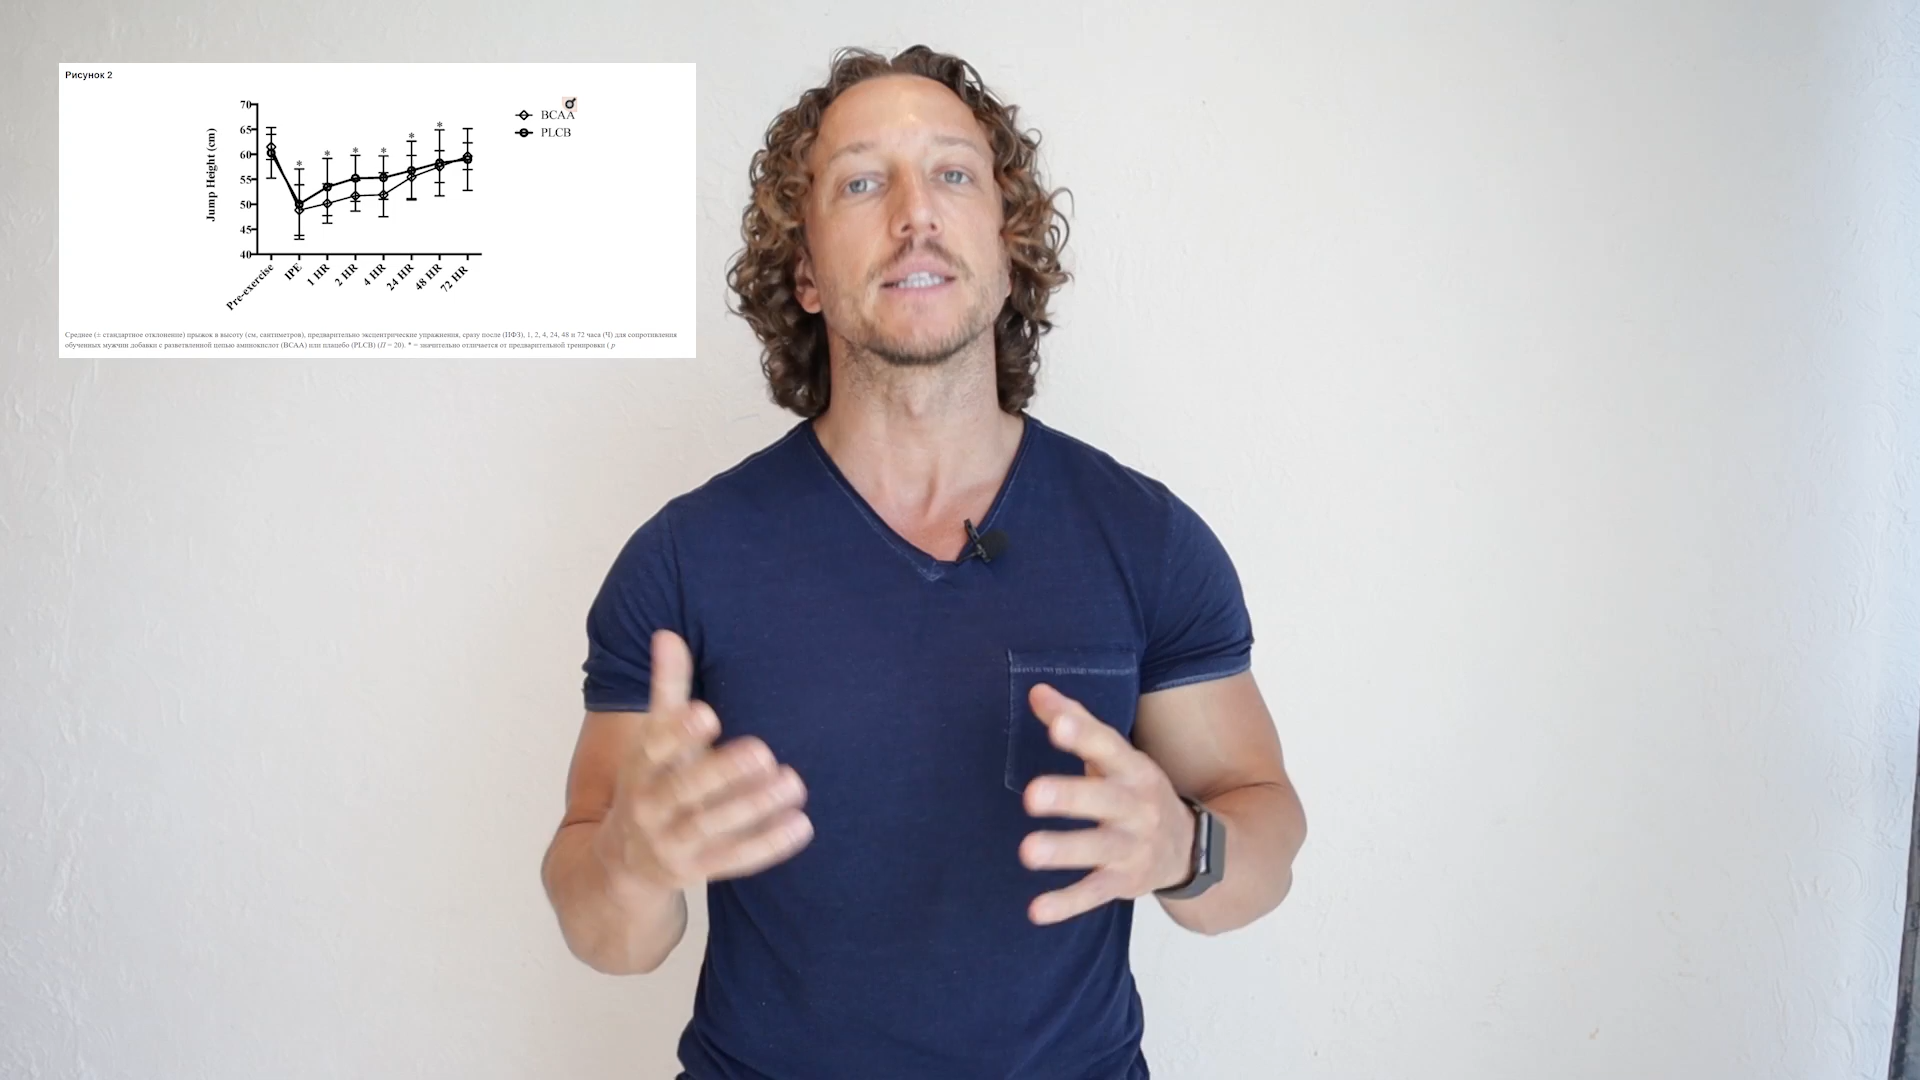 Рисунок 2
70
65
60
55
50
45
40
Jump Height (cm)
* * * * * * *
BCAA
PLCB
Pre-exercise
IPE
1 HR
2 HR
4 HR
24 HR
48 HR
72 HR
Среднее (± стандартное отклонение) прыжок в высоту (см, сантиметров), предварительно эксцентрические упражнения, сразу после (ИФЗ), 1, 2, 4, 24, 48 и 72 часа (Ч) для сопротивления
обученных мужчин добавки с разветвленной цепью аминокислот (BCAA) или плацебо (PLCB) (П = 20). * = значительно отличается от предварительной тренировки ( р